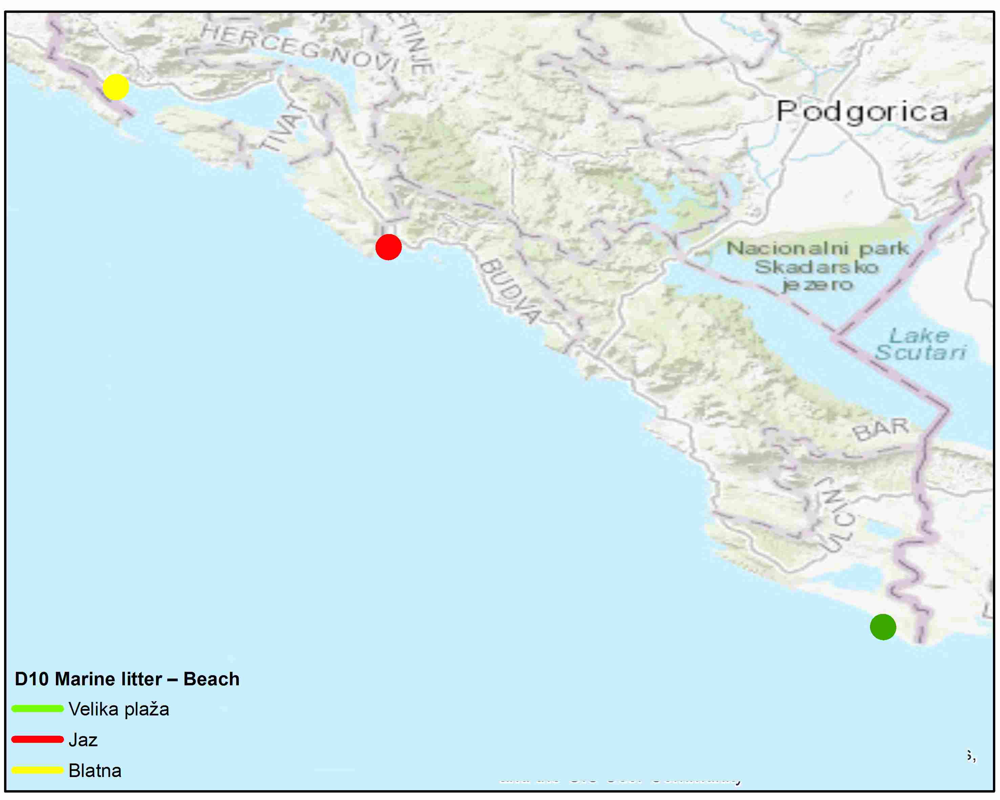 HERCEG NOVI
ETINJE
TIVAT
Podgorica
BUDVA
Nacionalni park
Skadarsko
jezero
Lake
Scutari
BAR
ULCINJ
D10 Marine litter – Beach
Velika plaža
Jaz
Blatna
s,